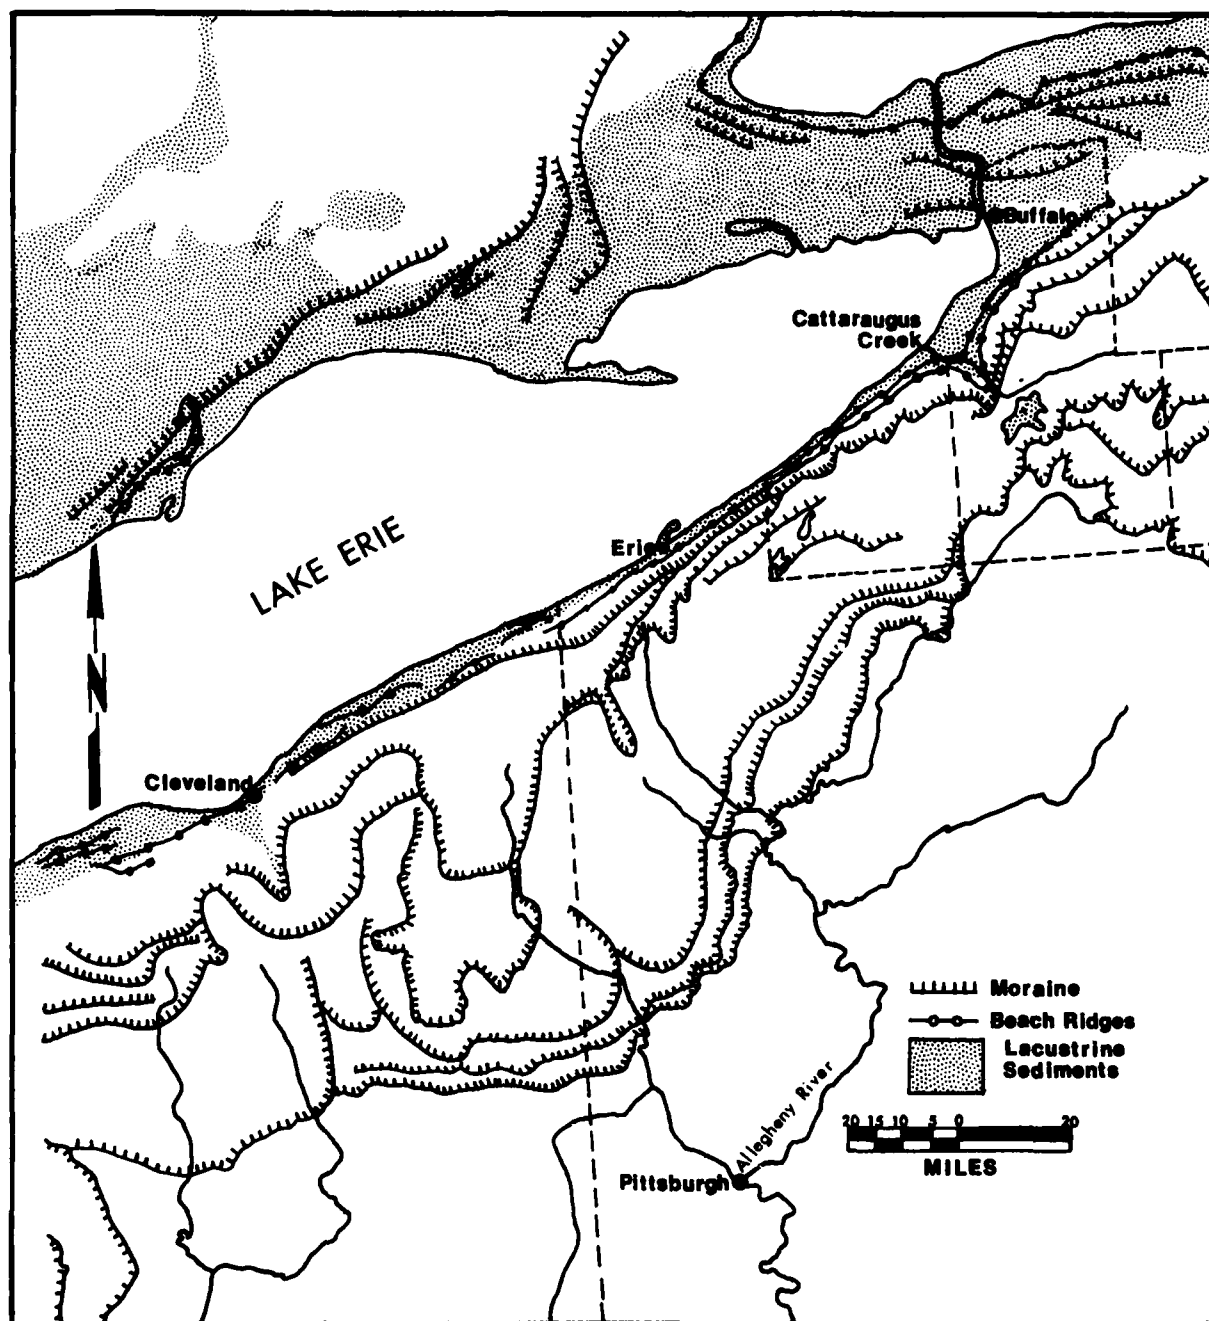 Buffalo
Cattaraugus
Creek
Erie
LAKE ERIE
N
Cleveland
Moraine
Beach Ridges
Lacustrine
Sediments
Allegheny River
20 15 10 5 0 20
MILES
Pittsburgh